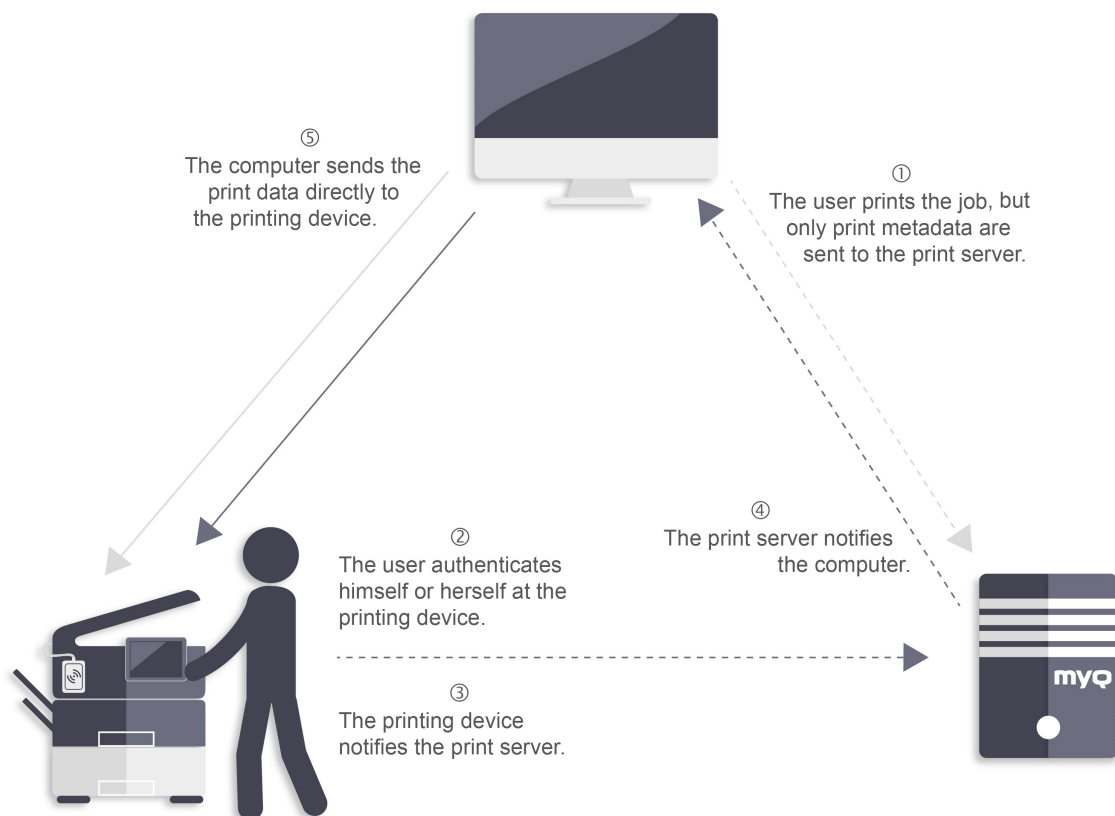 ⑤
The computer sends the
print data directly to
the printing device.
①
The user prints the job, but
only print metadata are
sent to the print server.
②
The user authenticates
himself or herself at the
printing device.
④
The print server notifies
the computer.
③
The printing device
notifies the print server.
myQ